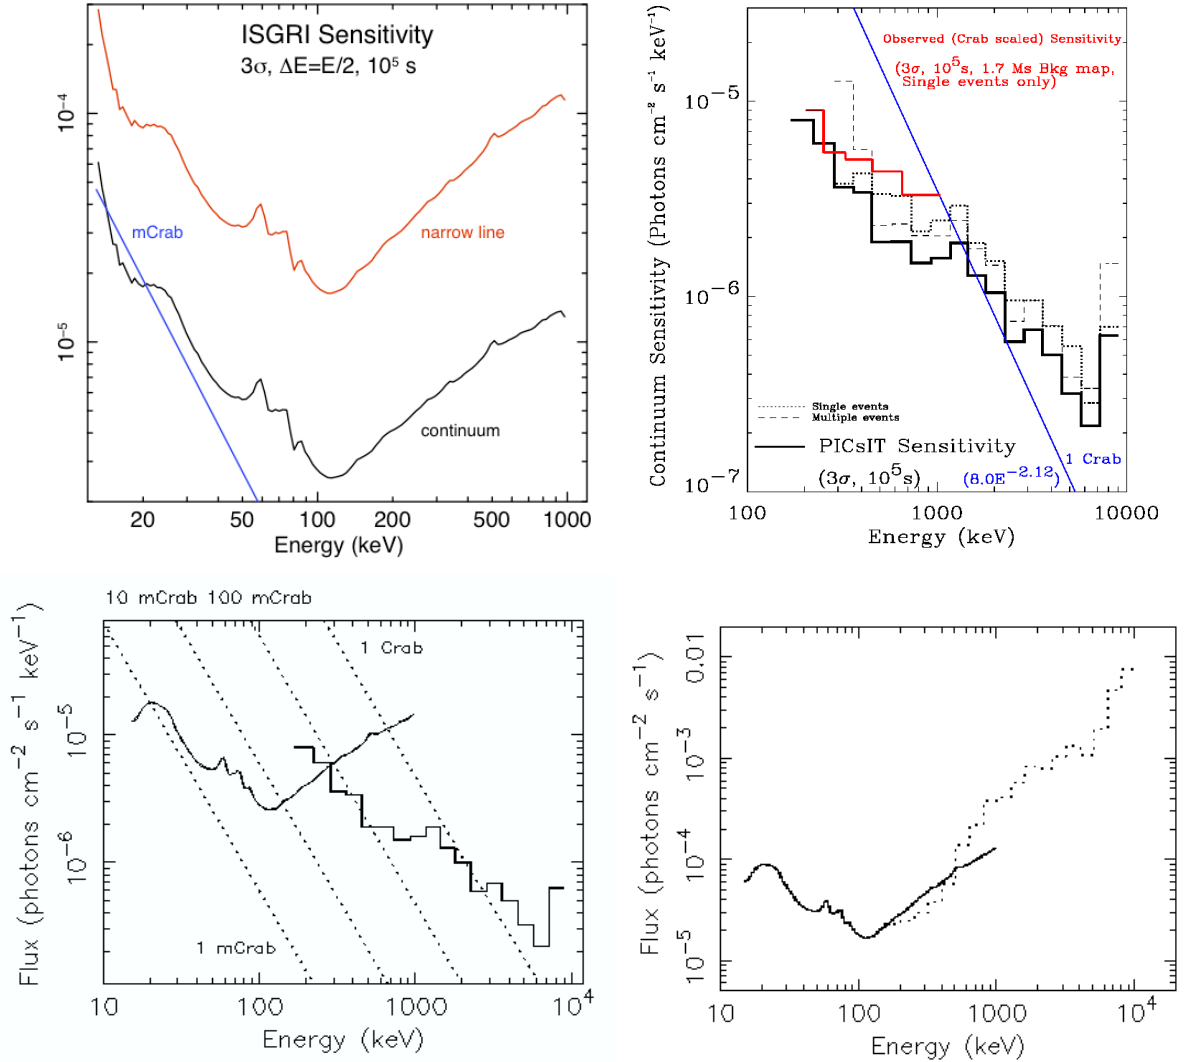 ISGRI Sensitivity
3σ, ΔE=E/2, 10⁵ s
10⁻⁴
10⁻⁵
mCrab
narrow line
continuum
20 50 100 200 500 1000
Energy (keV)
Continuum Sensitivity (Photons cm⁻² s⁻¹ keV⁻¹)
Observed (Crab scaled) Sensitivity
(3σ, 10⁵s, 1.7 Ms Bkg map,
Single events only)
10⁻⁵
10⁻⁶
10⁻⁷
Single events
Multiple events
PICsIT Sensitivity
(3σ, 10⁵s)
1 Crab
(8.0E⁻²·¹²)
100 1000 10000
Energy (keV)
10 mCrab 100 mCrab
Flux (photons cm⁻² s⁻¹ keV⁻¹)
1 Crab
10⁻⁵
10⁻⁶
1 mCrab
10 100 1000 10⁴
Energy (keV)
Flux (photons cm⁻² s⁻¹)
0.01
10⁻³
10⁻⁴
10⁻⁵
10 100 1000 10⁴
Energy (keV)